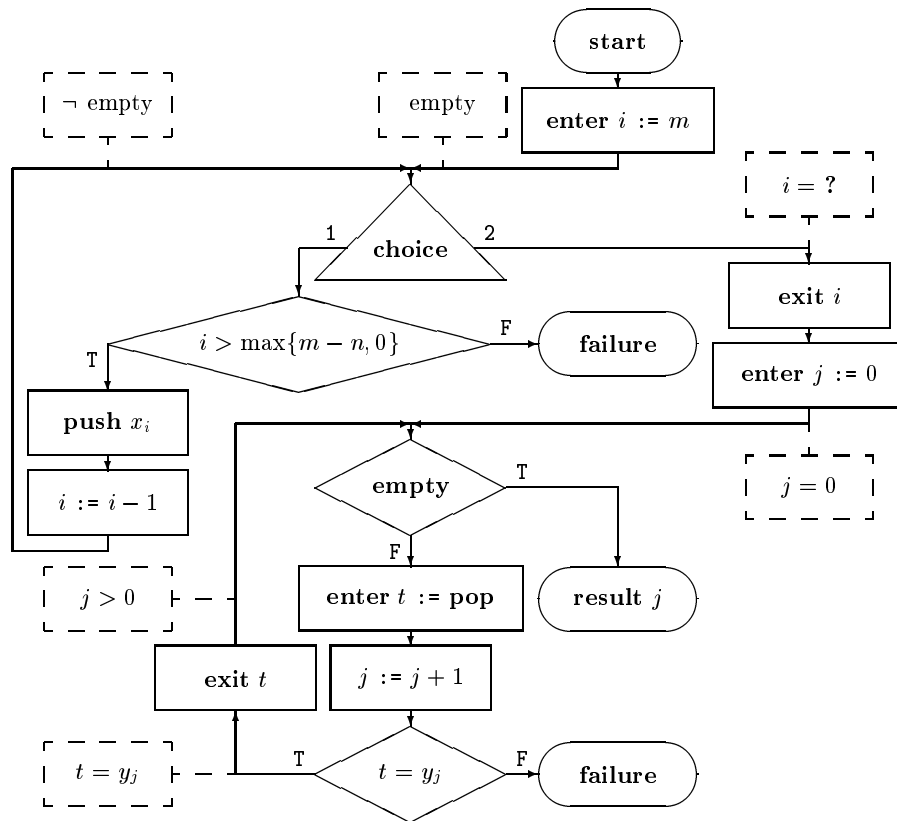 start
¬ empty
empty
enter i := m
i = ?
1
choice
2
exit i
i > max{m − n, 0}
F
failure
T
enter j := 0
push x_i
empty
T
i := i − 1
j = 0
F
j > 0
enter t := pop
result j
exit t
j := j + 1
t = y_j
T
t = y_j
F
failure